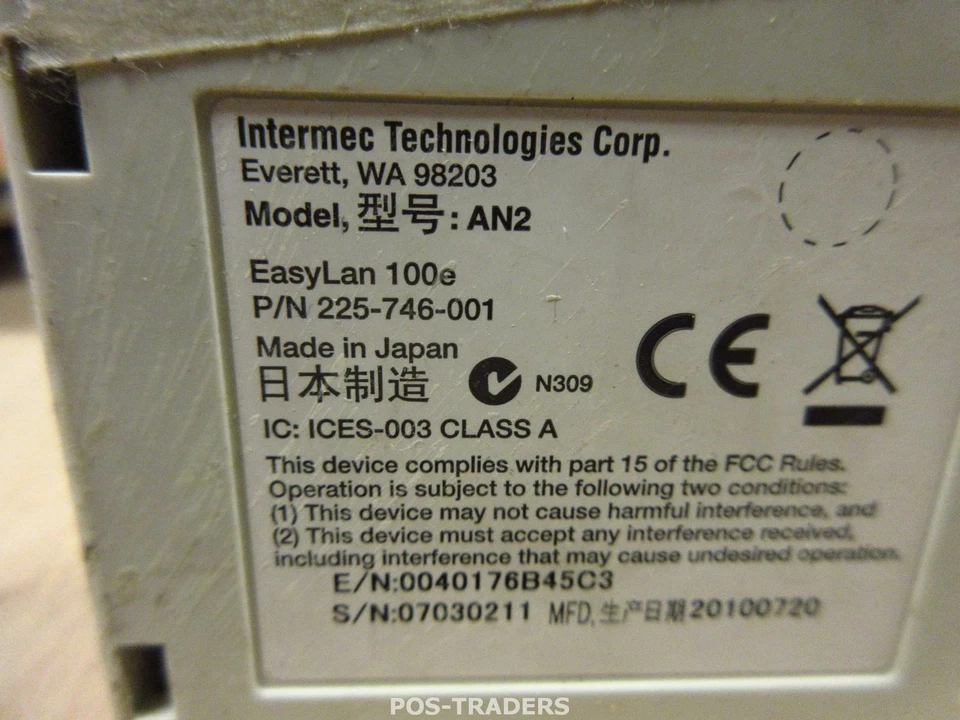 Intermec Technologies Corp.
Everett, WA 98203
Model, 型号: AN2
EasyLan 100e
P/N 225-746-001
Made in Japan
日本制造
N309
CE
IC: ICES-003 CLASS A
This device complies with part 15 of the FCC Rules.
Operation is subject to the following two conditions:
(1) This device may not cause harmful interference, and
(2) This device must accept any interference received,
including interference that may cause undesired operation.
E/N:0040176B45C3
S/N:07030211 MFD,生产日期20100720
POS-TRADERS